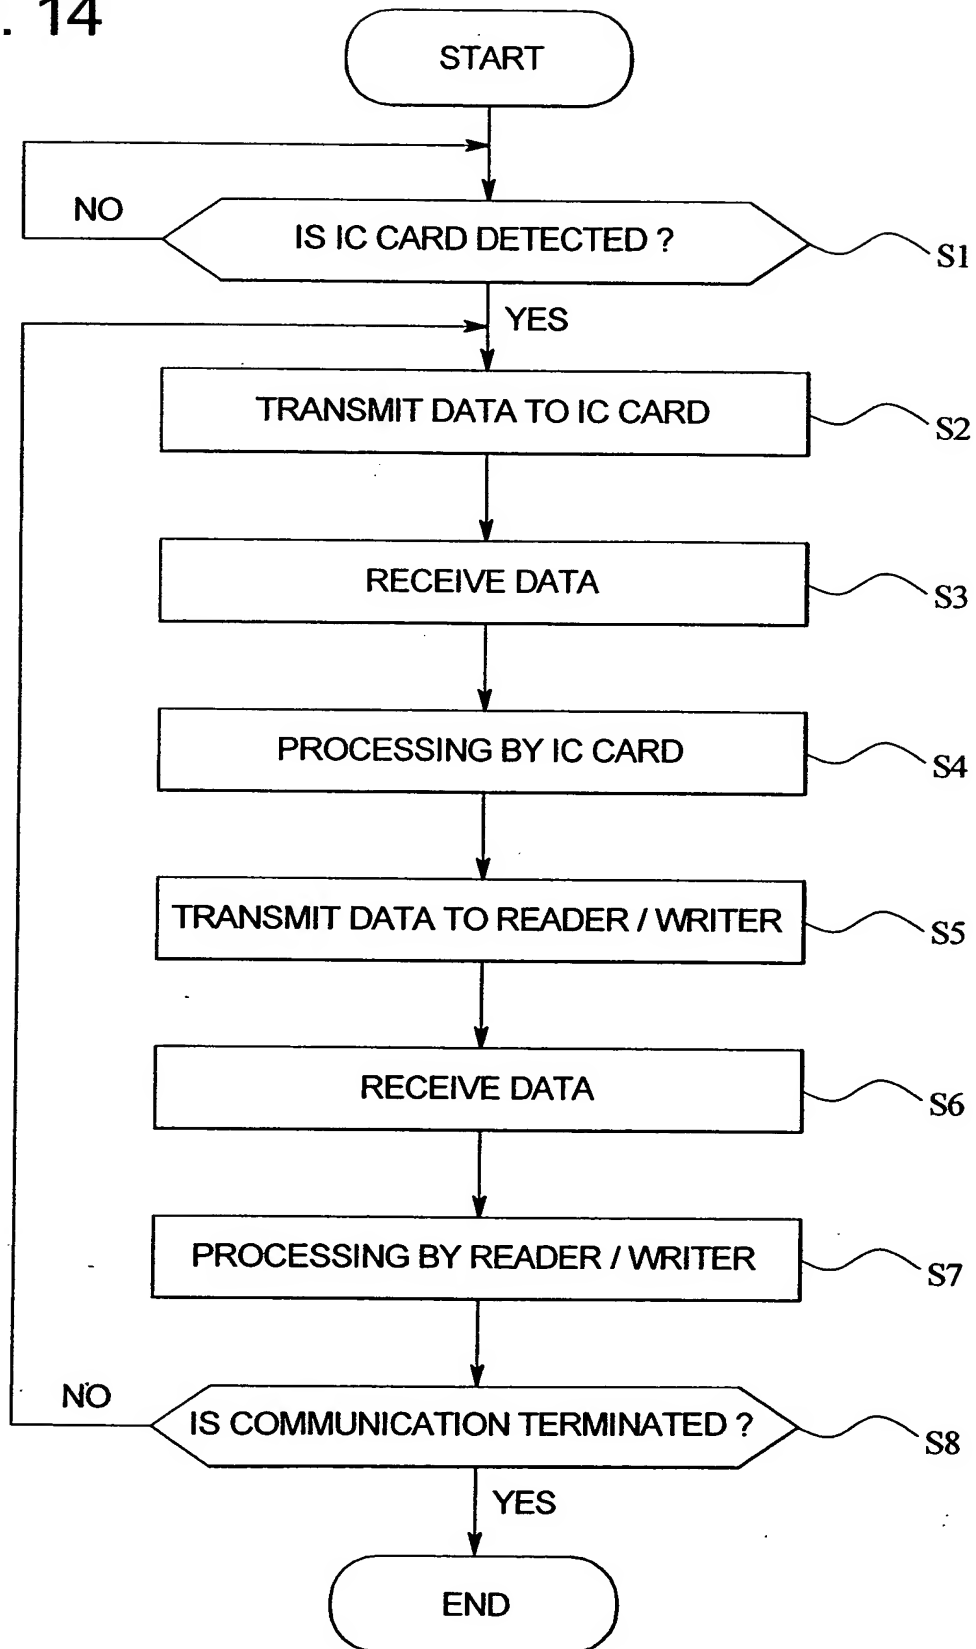 . 14
START
NO
IS IC CARD DETECTED ?
S1
YES
TRANSMIT DATA TO IC CARD
S2
RECEIVE DATA
S3
PROCESSING BY IC CARD
S4
TRANSMIT DATA TO READER / WRITER
S5
RECEIVE DATA
S6
PROCESSING BY READER / WRITER
S7
NO
IS COMMUNICATION TERMINATED ?
S8
YES
END